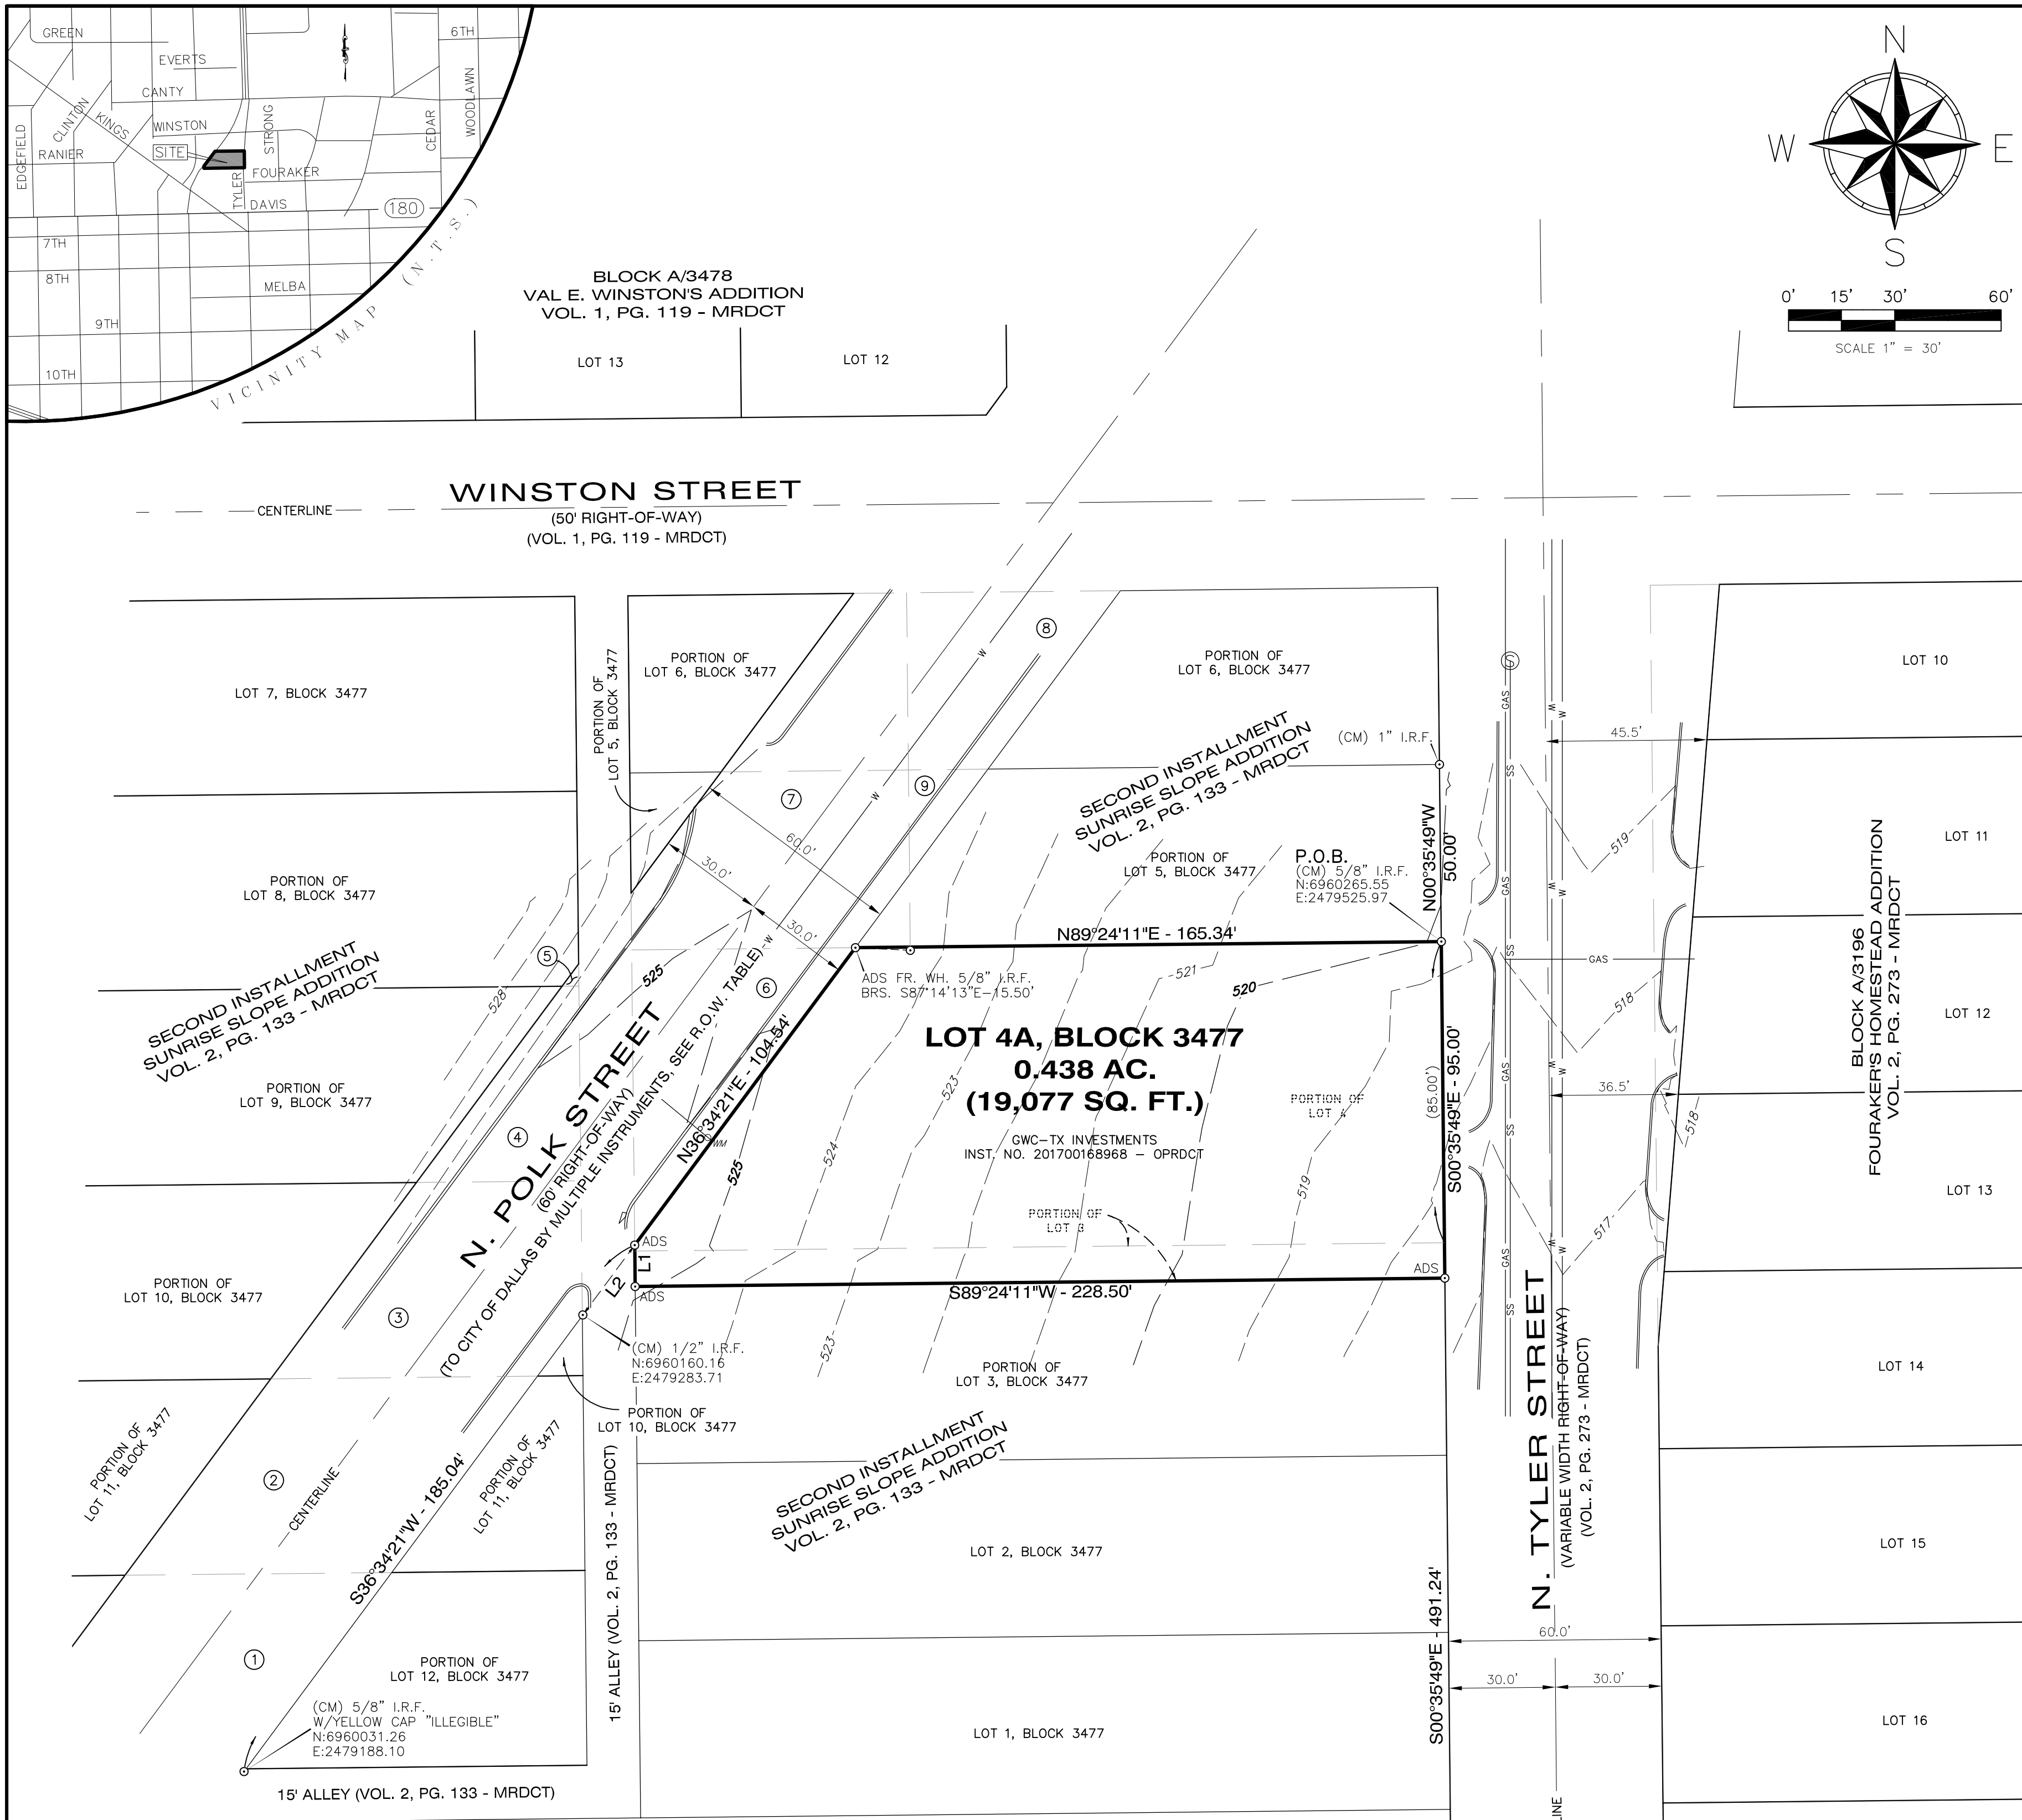 GREEN
6TH
EVERTS
CANTY
CLINTON
KINGS
WINSTON
STRONG
CEDAR
WOODLAWN
EDGEFIELD
RANIER
SITE
TYLER
FOURAKER
DAVIS
180
7TH
8TH
MELBA
9TH
10TH
VICINITY MAP (N.T.S.)
N
W
E
S
0' 15' 30' 60'
SCALE 1" = 30'
BLOCK A/3478
VAL E. WINSTON'S ADDITION
VOL. 1, PG. 119 - MRDCT
LOT 13
LOT 12
WINSTON STREET
CENTERLINE
(50' RIGHT-OF-WAY)
(VOL. 1, PG. 119 - MRDCT)
LOT 7, BLOCK 3477
PORTION OF
LOT 5, BLOCK 3477
PORTION OF
LOT 6, BLOCK 3477
8
PORTION OF
LOT 6, BLOCK 3477
S
LOT 10
W
W
GAS
W
W
SECOND INSTALLMENT
SUNRISE SLOPE ADDITION
VOL. 2, PG. 133 - MRDCT
(CM) 1" I.R.F.
45.5'
SS
7
9
60.0'
30.0'
30.0'
N00°35'49"W
50.00'
519
LOT 11
PORTION OF
LOT 8, BLOCK 3477
PORTION OF
LOT 5, BLOCK 3477
P.O.B.
(CM) 5/8" I.R.F.
N:6960265.55
E:2479525.97
GAS
SS
W
W
BLOCK A/3196
FOURAKER'S HOMESTEAD ADDITION
VOL. 2, PG. 273 - MRDCT
N89°24'11"E - 165.34'
W
5
6
525
528
ADS FR. WH. 5/8" I.R.F.
BRS. S87°14'13"E-15.50'
521
520
GAS
SS
GAS
518
LOT 12
SECOND INSTALLMENT
SUNRISE SLOPE ADDITION
VOL. 2, PG. 133 - MRDCT
LOT 4A, BLOCK 3477
0.438 AC.
(19,077 SQ. FT.)
GWC-TX INVESTMENTS
INST. NO. 201700168968 - OPRDCT
N36°34'21"E - 104.54'
WM
523
524
525
PORTION OF
LOT 4
(85.00')
S00°35'49"E - 95.00'
GAS
SS
W
W
36.5'
518
PORTION OF
LOT 9, BLOCK 3477
4
N. POLK STREET
(60' RIGHT-OF-WAY)
(TO CITY OF DALLAS BY MULTIPLE INSTRUMENTS, SEE R.O.W. TABLE)
519
PORTION OF
LOT 3
517
LOT 13
ADS
L1
L2
ADS
ADS
S89°24'11"W - 228.50'
GAS
SS
W
W
PORTION OF
LOT 10, BLOCK 3477
3
(CM) 1/2" I.R.F.
N:6960160.16
E:2479283.71
523
PORTION OF
LOT 3, BLOCK 3477
LOT 14
PORTION OF
LOT 10, BLOCK 3477
PORTION OF
LOT 11, BLOCK 3477
2
CENTERLINE
S36°34'21"W - 185.04'
PORTION OF
LOT 11, BLOCK 3477
15' ALLEY (VOL. 2, PG. 133 - MRDCT)
SECOND INSTALLMENT
SUNRISE SLOPE ADDITION
VOL. 2, PG. 133 - MRDCT
LOT 2, BLOCK 3477
N. TYLER STREET
(VARIABLE WIDTH RIGHT-OF-WAY)
(VOL. 2, PG. 273 - MRDCT)
LOT 15
S00°35'49"E - 491.24'
60.0'
30.0'
30.0'
1
PORTION OF
LOT 12, BLOCK 3477
(CM) 5/8" I.R.F.
W/YELLOW CAP "ILLEGIBLE"
N:6960031.26
E:2479188.10
LOT 1, BLOCK 3477
LOT 16
15' ALLEY (VOL. 2, PG. 133 - MRDCT)
LINE